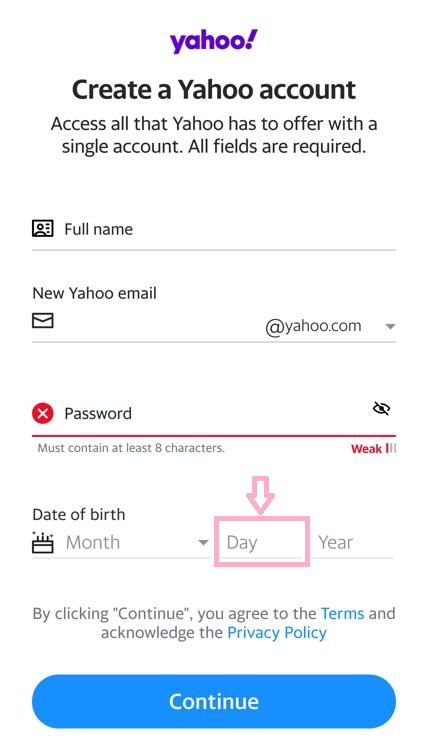 yahoo!
Create a Yahoo account
Access all that Yahoo has to offer with a
single account. All fields are required.
Full name
New Yahoo email
@yahoo.com
Password
Must contain at least 8 characters. Weak
Date of birth
Month Day Year
By clicking "Continue", you agree to the Terms and
acknowledge the Privacy Policy
Continue